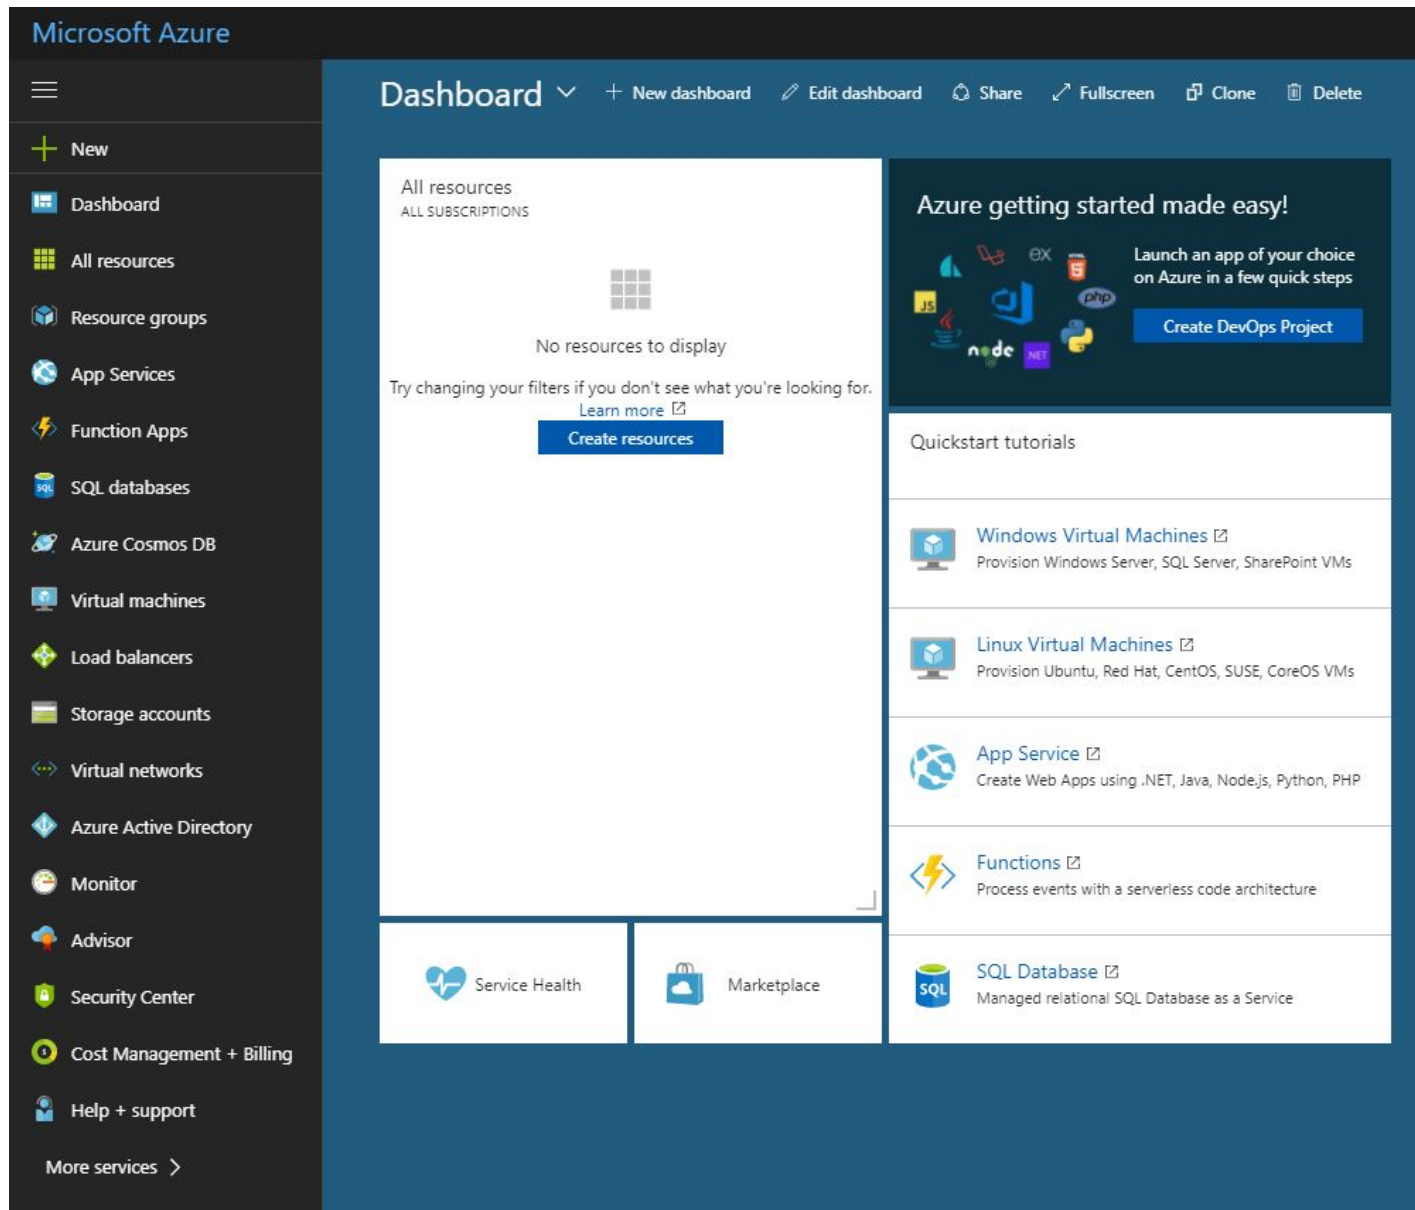 Microsoft Azure
New
Dashboard
All resources
Resource groups
App Services
Function Apps
SQL databases
Azure Cosmos DB
Virtual machines
Load balancers
Storage accounts
Virtual networks
Azure Active Directory
Monitor
Advisor
Security Center
Cost Management + Billing
Help + support
More services
Dashboard
New dashboard
Edit dashboard
Share
Fullscreen
Clone
Delete
All resources
ALL SUBSCRIPTIONS
No resources to display
Try changing your filters if you don't see what you're looking for.
Learn more
Create resources
Service Health
Marketplace
Azure getting started made easy!
ex
HTML
5
JS
php
node
.NET
Launch an app of your choice
on Azure in a few quick steps
Create DevOps Project
Quickstart tutorials
Windows Virtual Machines
Provision Windows Server, SQL Server, SharePoint VMs
Linux Virtual Machines
Provision Ubuntu, Red Hat, CentOS, SUSE, CoreOS VMs
App Service
Create Web Apps using .NET, Java, Node.js, Python, PHP
Functions
Process events with a serverless code architecture
SQL
SQL Database
Managed relational SQL Database as a Service